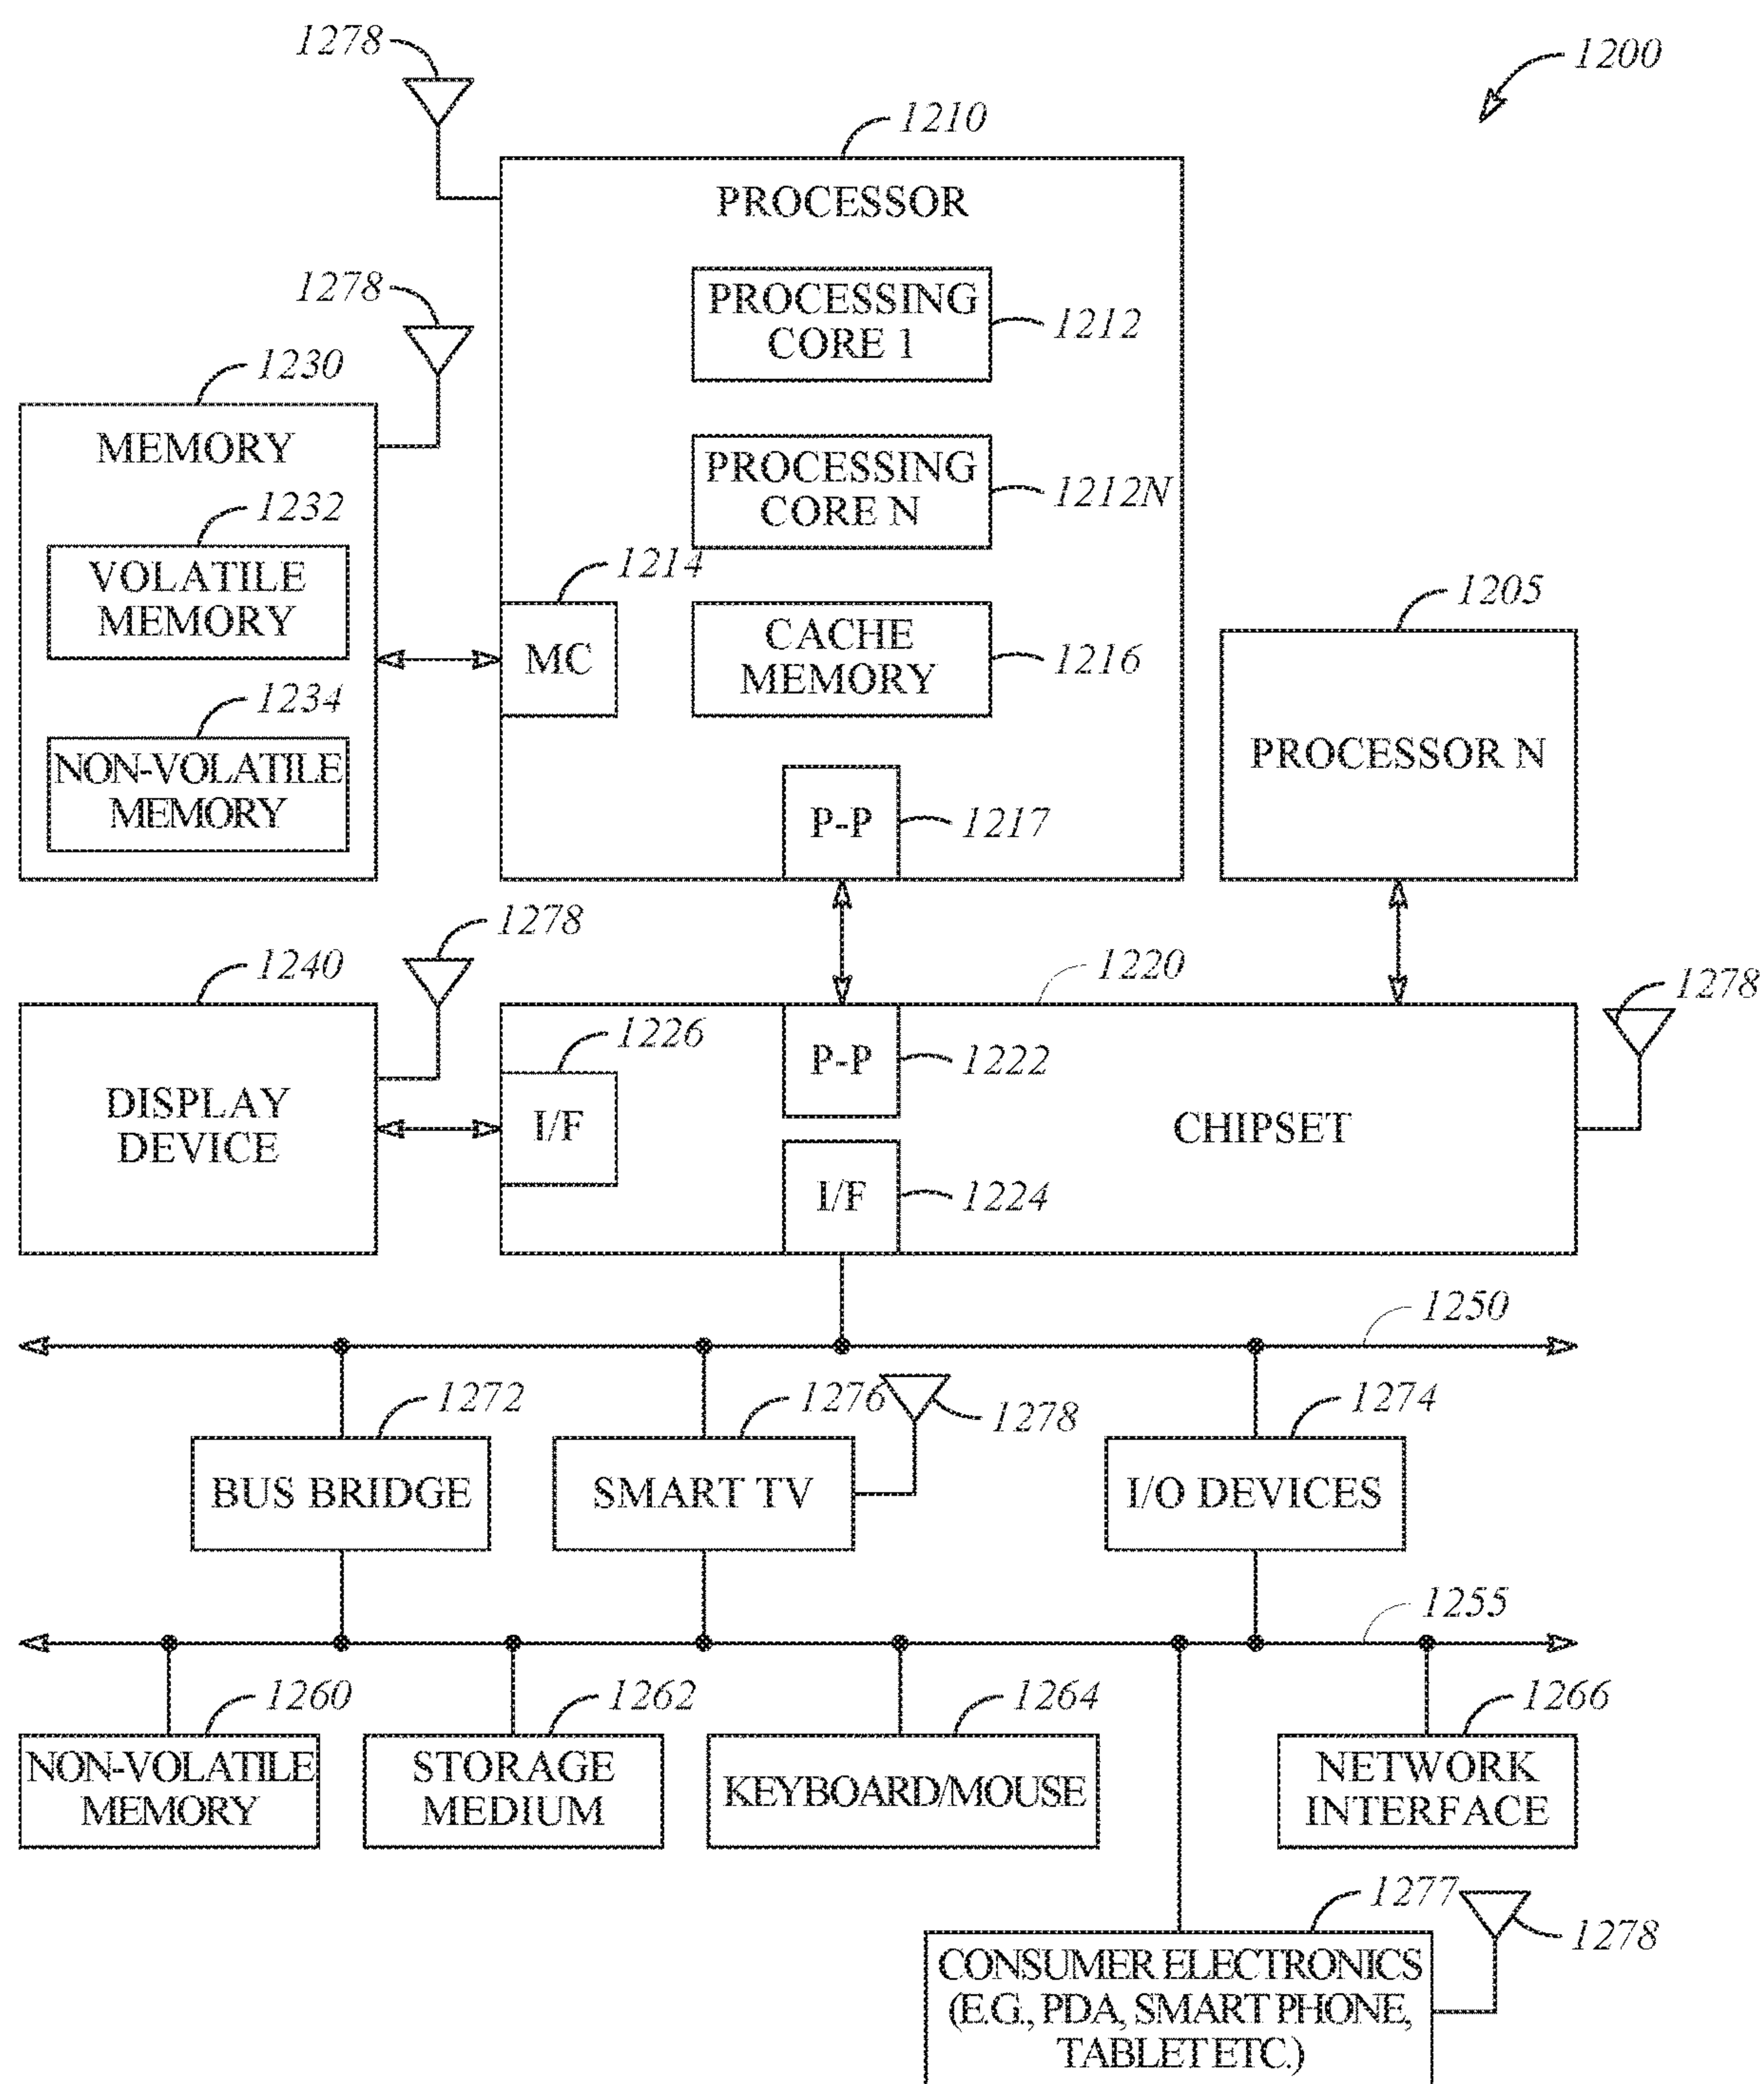 1278
1200
1210
PROCESSOR
PROCESSING
CORE 1
1212
1278
1230
MEMORY
PROCESSING
CORE N
1212N
1232
VOLATILE
MEMORY
1214
MC
CACHE
MEMORY
1216
1205
PROCESSOR N
1234
NON-VOLATILE
MEMORY
P-P
1217
1278
1240
DISPLAY
DEVICE
1220
1278
1226
I/F
P-P
1222
CHIPSET
I/F
1224
1250
1272
BUS BRIDGE
1276
SMART TV
1278
1274
I/O DEVICES
1255
1260
NON-VOLATILE
MEMORY
1262
STORAGE
MEDIUM
1264
KEYBOARD/MOUSE
1266
NETWORK
INTERFACE
1277
1278
CONSUMER ELECTRONICS
(E.G., PDA, SMART PHONE,
TABLET ETC.)